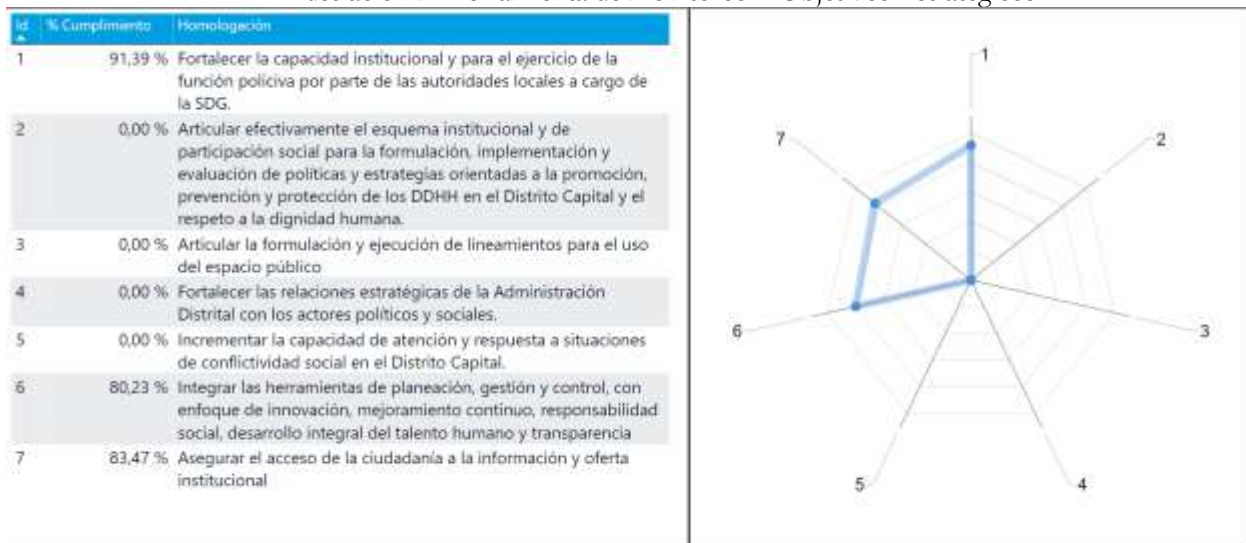 Id % Cumplimiento Homologación
1 91,39 % Fortalecer la capacidad institucional y para el ejercicio de la
función policiva por parte de las autoridades locales a cargo de
la SDG.
2 0,00 % Articular efectivamente el esquema institucional y de
participación social para la formulación, implementación y
evaluación de políticas y estrategias orientadas a la promoción,
prevención y protección de los DDHH en el Distrito Capital y el
respeto a la dignidad humana.
3 0,00 % Articular la formulación y ejecución de lineamientos para el uso
del espacio público
4 0,00 % Fortalecer las relaciones estratégicas de la Administración
Distrital con los actores políticos y sociales.
5 0,00 % Incrementar la capacidad de atención y respuesta a situaciones
de conflictividad social en el Distrito Capital.
6 80,23 % Integrar las herramientas de planeación, gestión y control, con
enfoque de innovación, mejoramiento continuo, responsabilidad
social, desarrollo integral del talento humano y transparencia
7 83,47 % Asegurar el acceso de la ciudadanía a la información y oferta
institucional
1
2
3
4
5
6
7